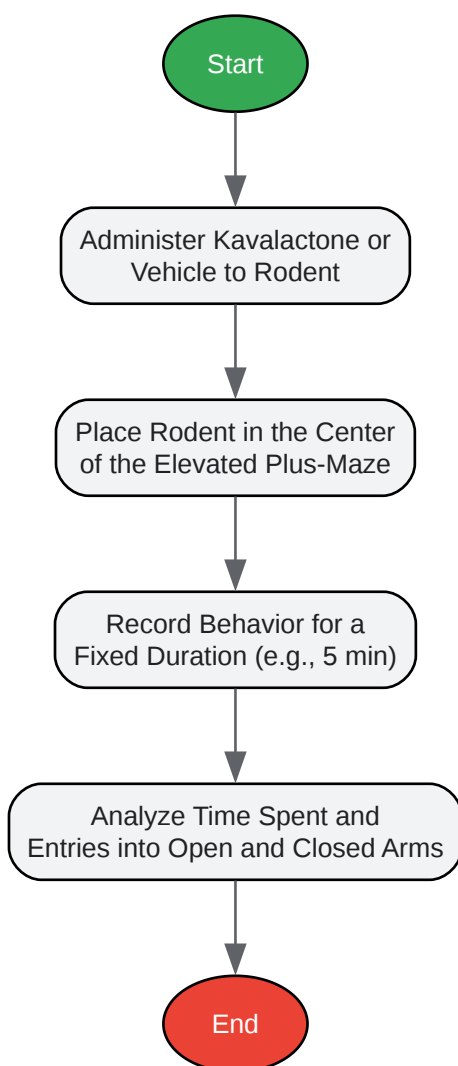 Start
Administer Kavalactone or
Vehicle to Rodent
Place Rodent in the Center
of the Elevated Plus-Maze
Record Behavior for a
Fixed Duration (e.g., 5 min)
Analyze Time Spent and
Entries into Open and Closed Arms
End